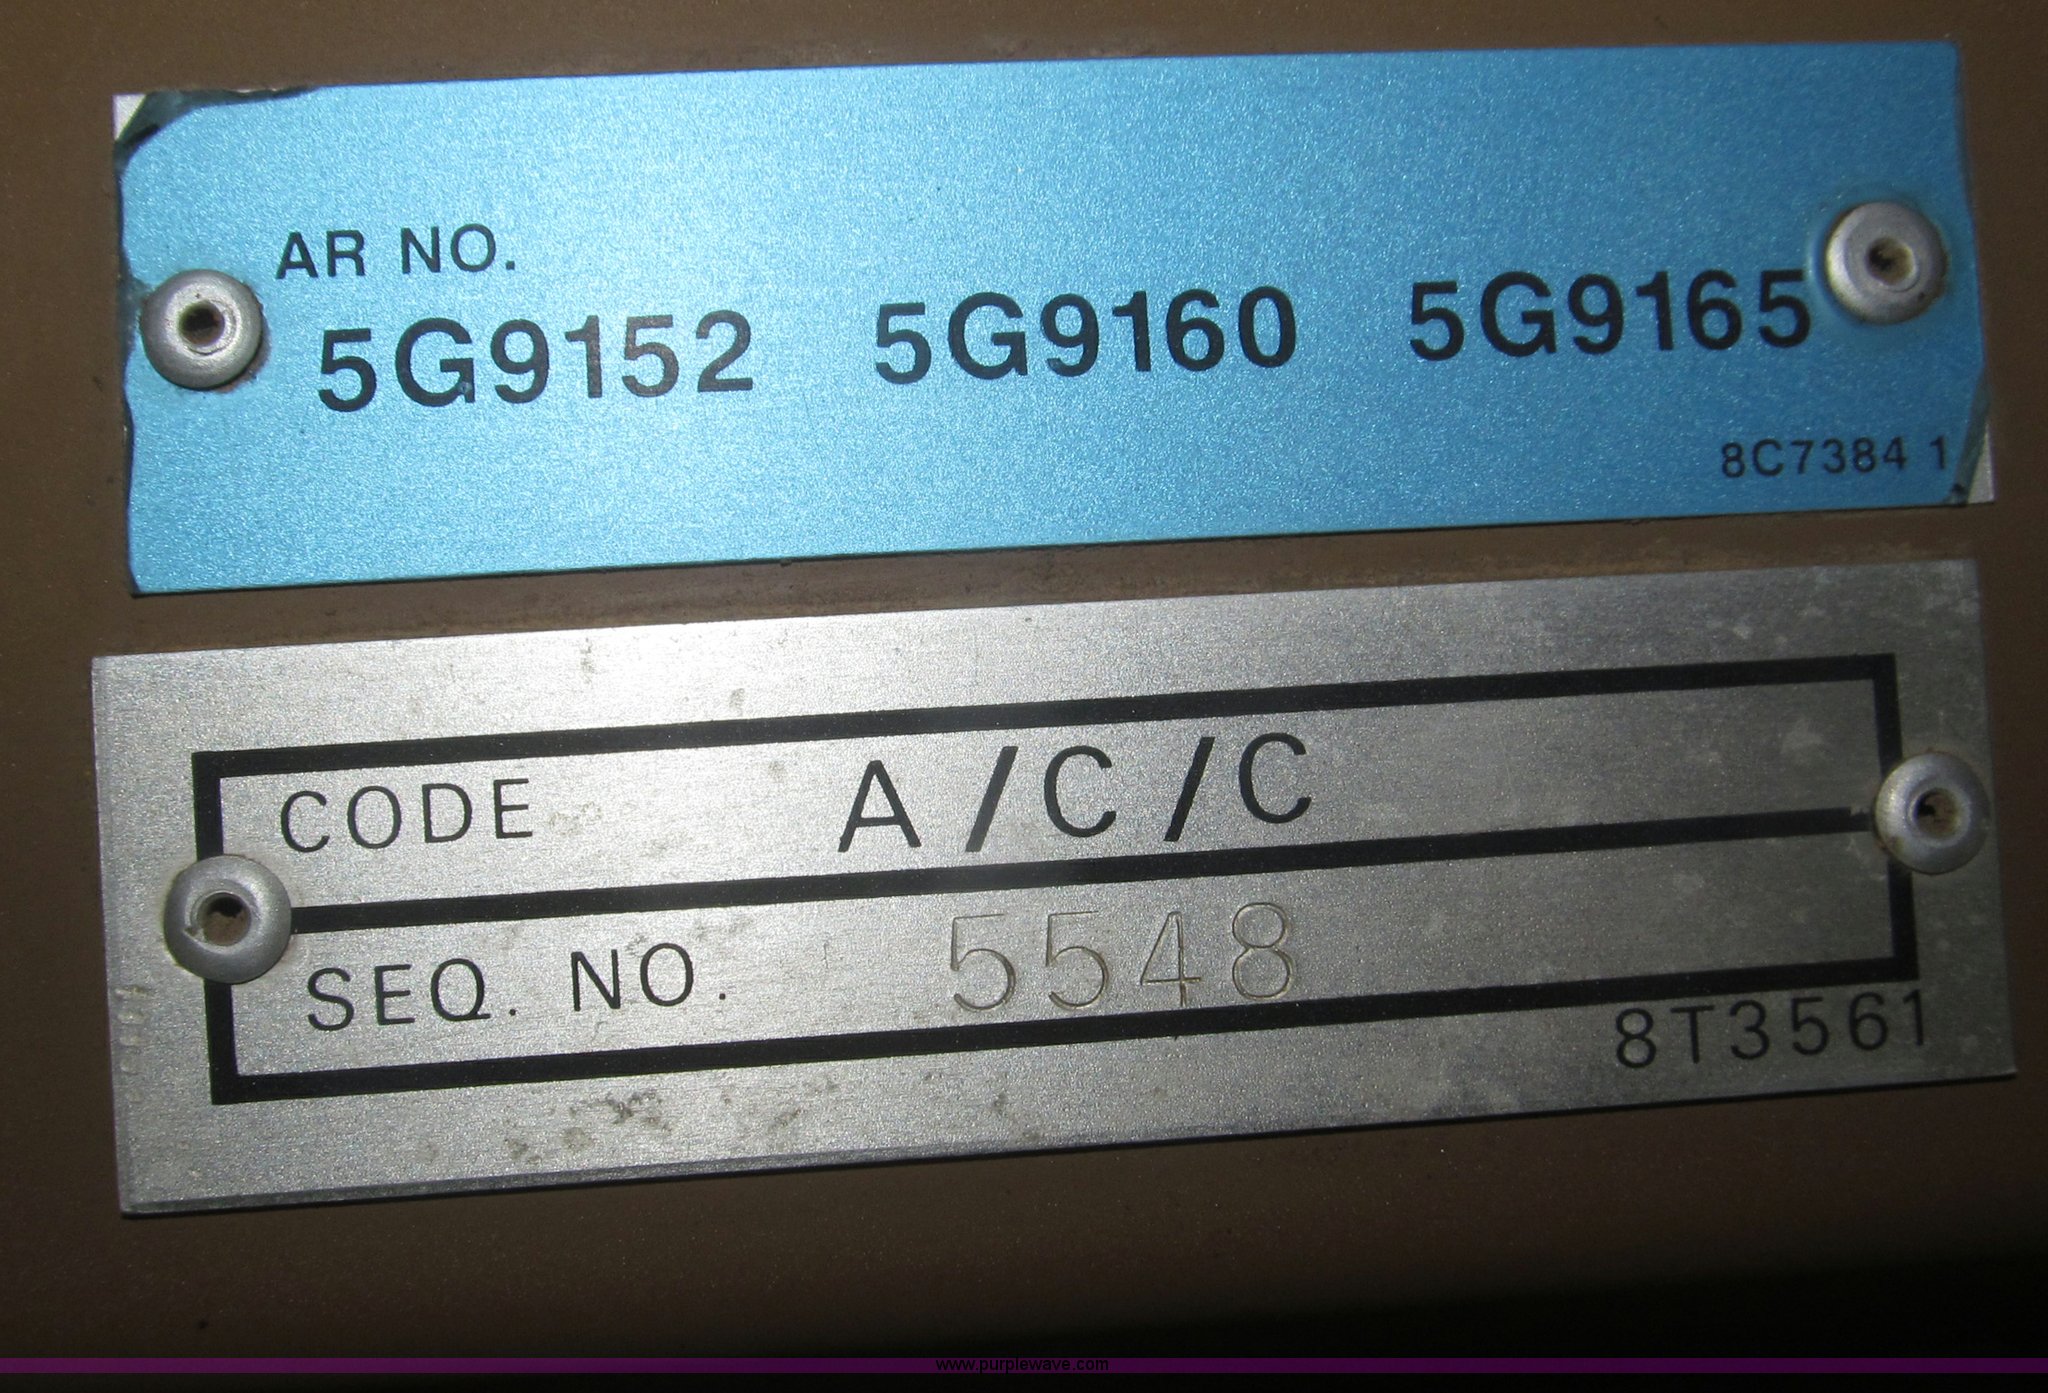 AR NO.
5G9152 5G9160 5G9165
8C7384 1
CODE A/C/C
SEQ. NO. 5548
8T3561
www.purplewave.com